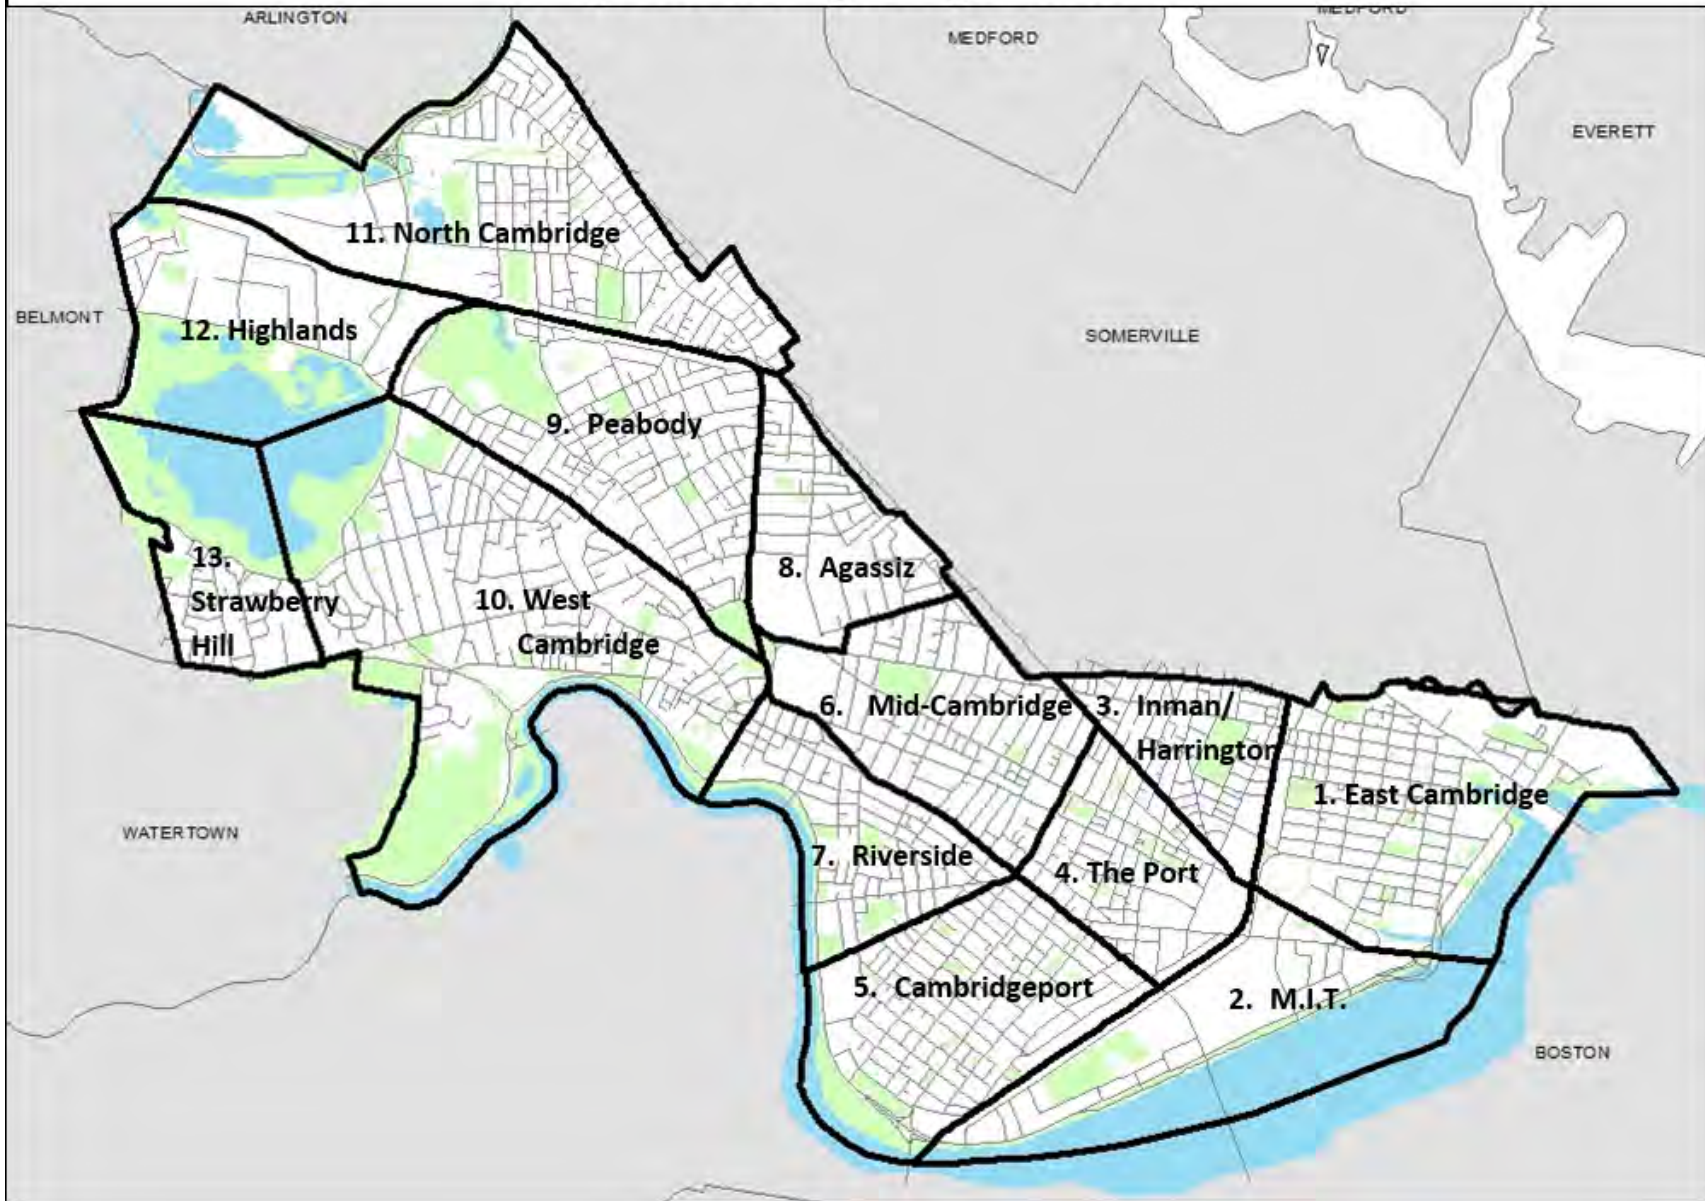 ARLINGTON
MEDFORD
MEDFORD
EVERETT
11. North Cambridge
BELMONT
12. Highlands
SOMERVILLE
9. Peabody
13.
Strawberry
Hill
8. Agassiz
10. West
Cambridge
6. Mid-Cambridge
3. Inman/
Harrington
1. East Cambridge
WATERTOWN
7. Riverside
4. The Port
5. Cambridgeport
2. M.I.T.
BOSTON